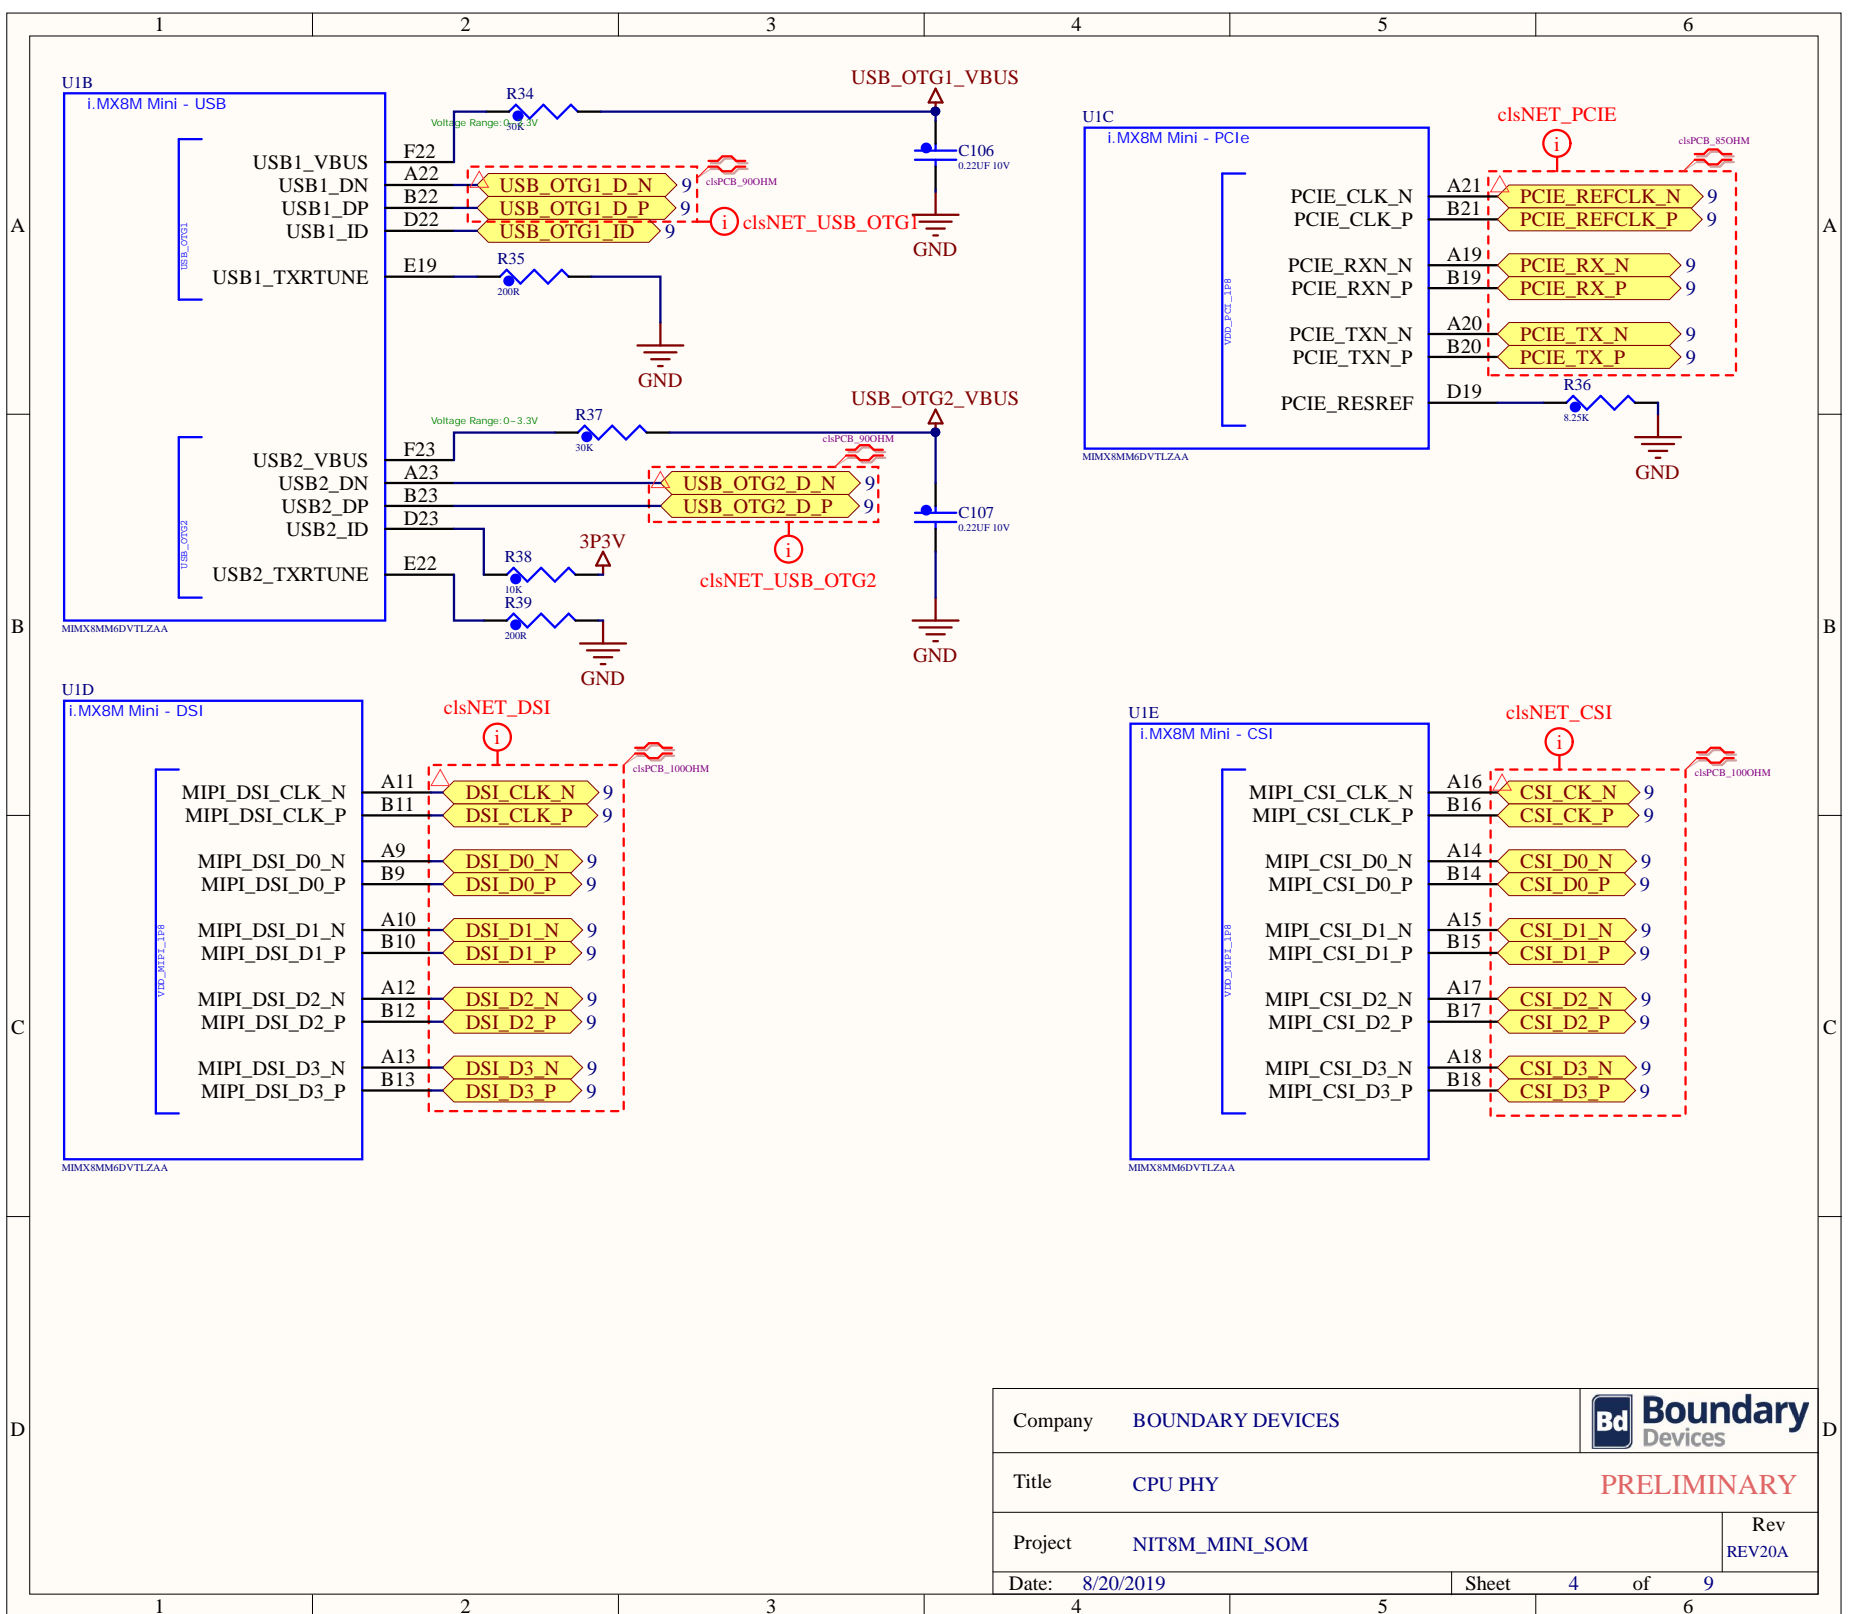 1 2 3 4 5 6
A
B
C
D
U1B
i.MX8M Mini - USB
USB_OTG1
USB1_VBUS F22
USB1_DN A22
USB1_DP B22
USB1_ID D22
USB1_TXRTUNE E19
USB_OTG2
USB2_VBUS F23
USB2_DN A23
USB2_DP B23
USB2_ID D23
USB2_TXRTUNE E22
MIMX8MM6DVTLZAA
R34
30K
Voltage Range: 0-3.3V
USB_OTG1_VBUS
C106
0.22UF 10V
GND
clsPCB_90OHM
USB_OTG1_D_N 9
USB_OTG1_D_P 9
USB_OTG1_ID 9
i clsNET_USB_OTG1
R35
200R
GND
USB_OTG2_VBUS
Voltage Range: 0-3.3V
R37
30K
clsPCB_90OHM
USB_OTG2_D_N 9
USB_OTG2_D_P 9
i
clsNET_USB_OTG2
C107
0.22UF 10V
GND
3P3V
R38
10K
R39
200R
GND
U1C
i.MX8M Mini - PCIe
VDD_PCI_1P8
PCIE_CLK_N A21 PCIE_REFCLK_N 9
PCIE_CLK_P B21 PCIE_REFCLK_P 9
PCIE_RXN_N A19 PCIE_RX_N 9
PCIE_RXN_P B19 PCIE_RX_P 9
PCIE_TXN_N A20 PCIE_TX_N 9
PCIE_TXN_P B20 PCIE_TX_P 9
PCIE_RESREF D19
R36
8.25K
GND
MIMX8MM6DVTLZAA
clsNET_PCIE
i
clsPCB_85OHM
U1D
i.MX8M Mini - DSI
clsNET_DSI
i
clsPCB_100OHM
VDD_MIPI_1P8
MIPI_DSI_CLK_N A11 DSI_CLK_N 9
MIPI_DSI_CLK_P B11 DSI_CLK_P 9
MIPI_DSI_D0_N A9 DSI_D0_N 9
MIPI_DSI_D0_P B9 DSI_D0_P 9
MIPI_DSI_D1_N A10 DSI_D1_N 9
MIPI_DSI_D1_P B10 DSI_D1_P 9
MIPI_DSI_D2_N A12 DSI_D2_N 9
MIPI_DSI_D2_P B12 DSI_D2_P 9
MIPI_DSI_D3_N A13 DSI_D3_N 9
MIPI_DSI_D3_P B13 DSI_D3_P 9
MIMX8MM6DVTLZAA
U1E
i.MX8M Mini - CSI
clsNET_CSI
i
clsPCB_100OHM
VDD_MIPI_1P8
MIPI_CSI_CLK_N A16 CSI_CK_N 9
MIPI_CSI_CLK_P B16 CSI_CK_P 9
MIPI_CSI_D0_N A14 CSI_D0_N 9
MIPI_CSI_D0_P B14 CSI_D0_P 9
MIPI_CSI_D1_N A15 CSI_D1_N 9
MIPI_CSI_D1_P B15 CSI_D1_P 9
MIPI_CSI_D2_N A17 CSI_D2_N 9
MIPI_CSI_D2_P B17 CSI_D2_P 9
MIPI_CSI_D3_N A18 CSI_D3_N 9
MIPI_CSI_D3_P B18 CSI_D3_P 9
MIMX8MM6DVTLZAA
Company BOUNDARY DEVICES
Bd Boundary
Devices
Title CPU PHY PRELIMINARY
Project NIT8M_MINI_SOM
Rev
REV20A
Date: 8/20/2019 Sheet 4 of 9
A
B
C
D
1 2 3 4 5 6